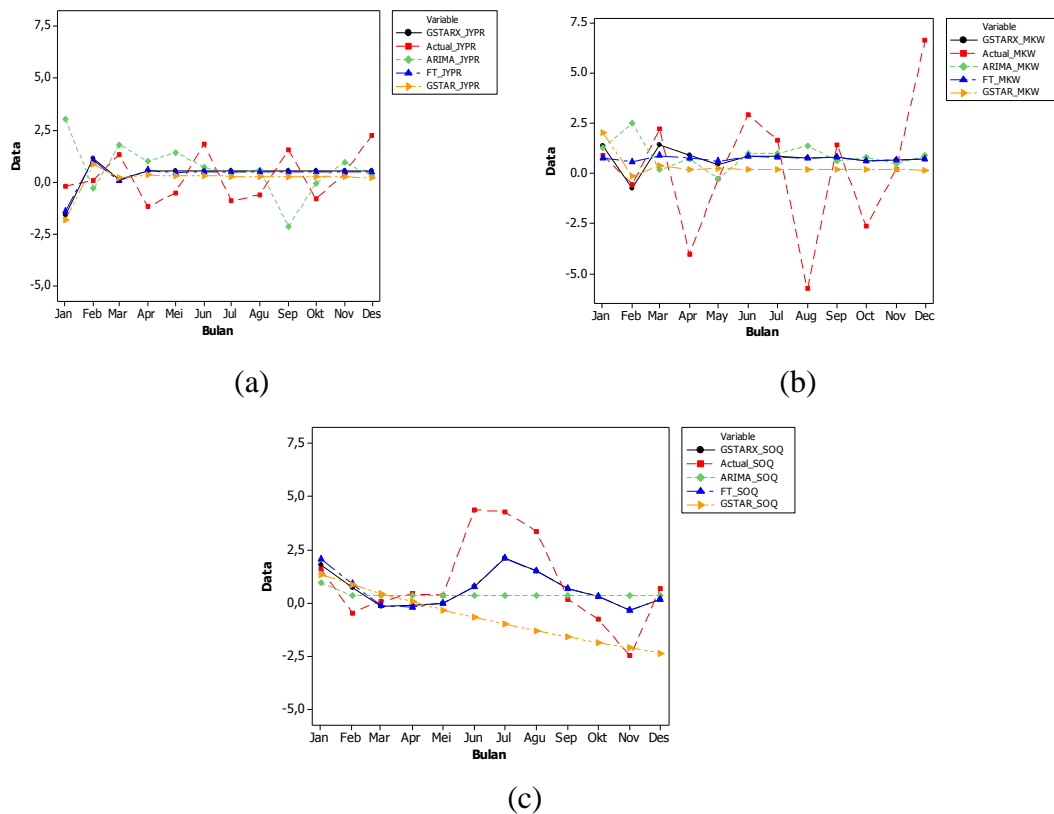 Variable
GSTARX_JYPR
Actual_JYPR
ARIMA_JYPR
FT_JYPR
GSTAR_JYPR
7,5
5,0
2,5
0,0
-2,5
-5,0
Data
Jan Feb Mar Apr Mei Jun Jul Agu Sep Okt Nov Des
Bulan
(a)
Variable
GSTARX_MKW
Actual_MKW
ARIMA_MKW
FT_MKW
GSTAR_MKW
7.5
5.0
2.5
0.0
-2.5
-5.0
Data
Jan Feb Mar Apr May Jun Jul Aug Sep Oct Nov Dec
Bulan
(b)
Variable
GSTARX_SOQ
Actual_SOQ
ARIMA_SOQ
FT_SOQ
GSTAR_SOQ
7,5
5,0
2,5
0,0
-2,5
-5,0
Data
Jan Feb Mar Apr Mei Jun Jul Agu Sep Okt Nov Des
Bulan
(c)